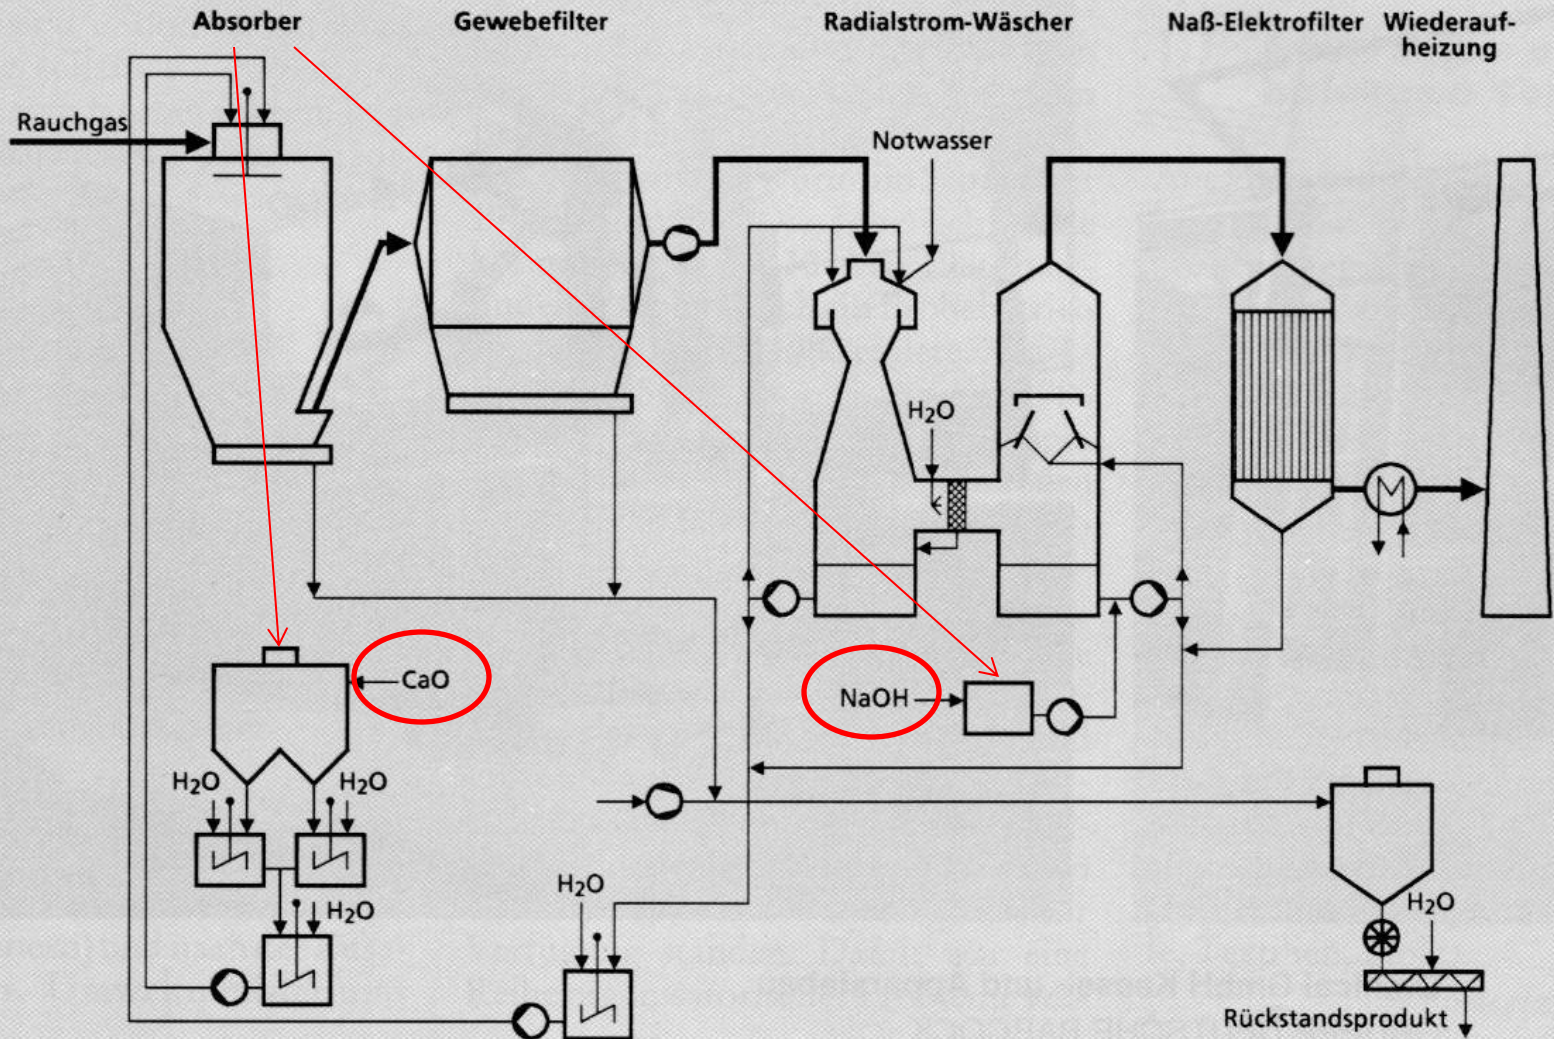 Absorber
Gewebefilter
Radialstrom-Wäscher
Naß-Elektrofilter
Wiederauf-
heizung
Rauchgas
Notwasser
H₂O
CaO
NaOH
H₂O
H₂O
H₂O
H₂O
H₂O
Rückstandsprodukt